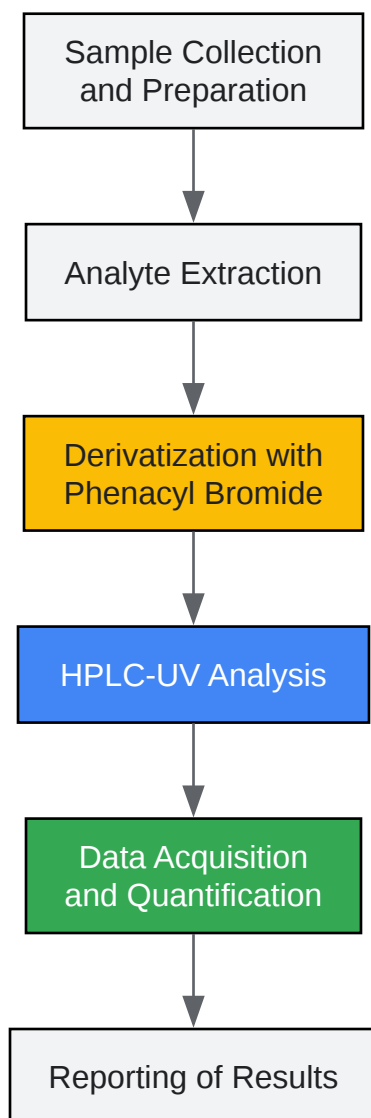 Sample Collection
and Preparation
Analyte Extraction
Derivatization with
Phenacyl Bromide
HPLC-UV Analysis
Data Acquisition
and Quantification
Reporting of Results